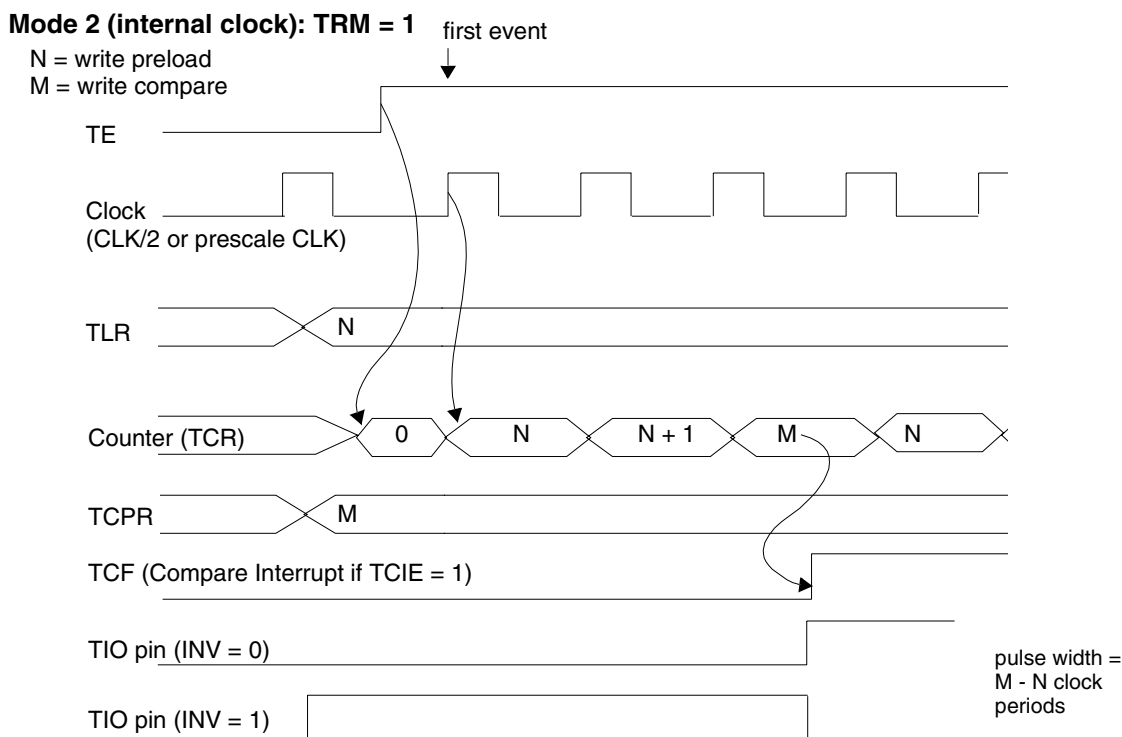 Mode 2 (internal clock): TRM = 1
first event
N = write preload
M = write compare
TE
Clock
(CLK/2 or prescale CLK)
TLR
N
Counter (TCR)
0
N
N + 1
M
N
TCPR
M
TCF (Compare Interrupt if TCIE = 1)
TIO pin (INV = 0)
pulse width =
M - N clock
periods
TIO pin (INV = 1)